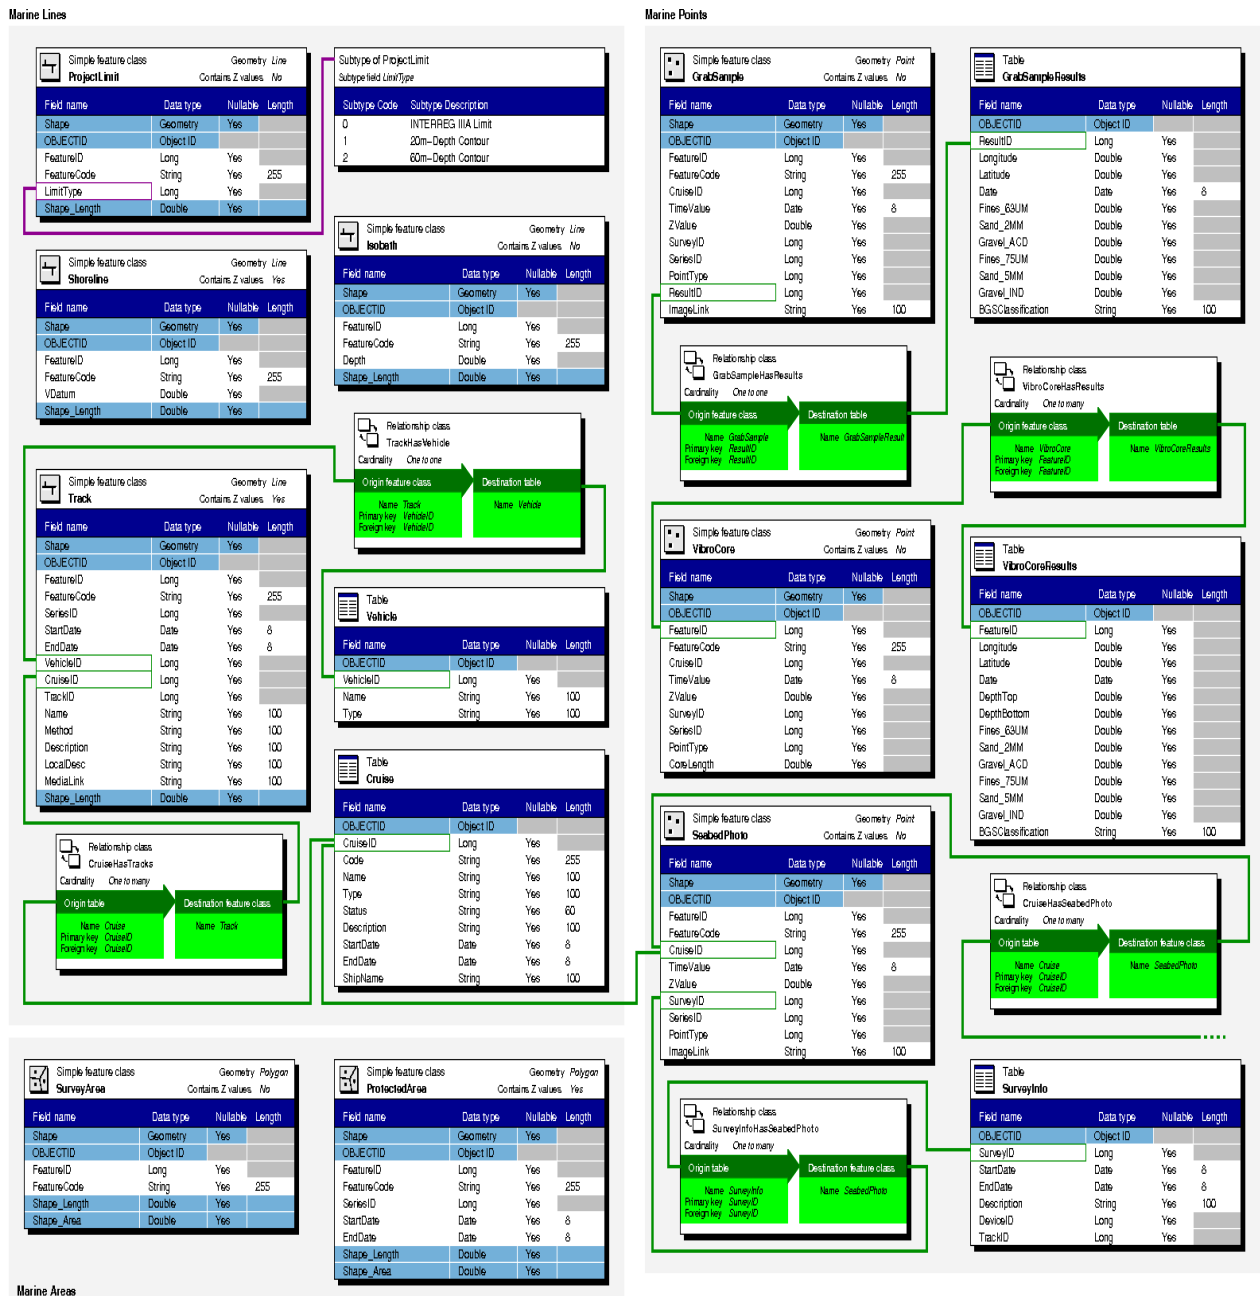 Marine Lines
Simple feature class
ProjectLimit
Geometry Line
Contains Z values No
Field name Data type Nullable Length
Shape Geometry Yes
OBJECTID Object ID
FeatureID Long Yes
FeatureCode String Yes 255
LimitType Long Yes
Shape_Length Double Yes
Subtype of ProjectLimit
Subtype field LimitType
Subtype Code Subtype Description
0 INTERREG IIIA Limit
1 20m-Depth Contour
2 60m-Depth Contour
Simple feature class
Shoreline
Geometry Line
Contains Z values Yes
Field name Data type Nullable Length
Shape Geometry Yes
OBJECTID Object ID
FeatureID Long Yes
FeatureCode String Yes 255
VDatum Double Yes
Shape_Length Double Yes
Simple feature class
Isobath
Geometry Line
Contains Z values No
Field name Data type Nullable Length
Shape Geometry Yes
OBJECTID Object ID
FeatureID Long Yes
FeatureCode String Yes 255
Depth Double Yes
Shape_Length Double Yes
Relationship class
TrackHasVehicle
Cardinality One to one
Origin feature class Destination table
Name Track
Primary key VehicleID
Foreign key VehicleID
Name Vehicle
Simple feature class
Track
Geometry Line
Contains Z values Yes
Field name Data type Nullable Length
Shape Geometry Yes
OBJECTID Object ID
FeatureID Long Yes
FeatureCode String Yes 255
SeriesID Long Yes
StartDate Date Yes 8
EndDate Date Yes 8
VehicleID Long Yes
CruiseID Long Yes
TrackID Long Yes
Name String Yes 100
Method String Yes 100
Description String Yes 100
LocalDesc String Yes 100
MediaLink String Yes 100
Shape_Length Double Yes
Table
Vehicle
Field name Data type Nullable Length
OBJECTID Object ID
VehicleID Long Yes
Name String Yes 100
Type String Yes 100
Table
Cruise
Field name Data type Nullable Length
OBJECTID Object ID
CruiseID Long Yes
Code String Yes 255
Name String Yes 100
Type String Yes 100
Status String Yes 60
Description String Yes 100
StartDate Date Yes 8
EndDate Date Yes 8
ShipName String Yes 100
Relationship class
CruiseHasTracks
Cardinality One to many
Origin table Destination feature class
Name Cruise
Primary key CruiseID
Foreign key CruiseID
Name Track
Marine Points
Simple feature class
GrabSample
Geometry Point
Contains Z values No
Field name Data type Nullable Length
Shape Geometry Yes
OBJECTID Object ID
FeatureID Long Yes
FeatureCode String Yes 255
CruiseID Long Yes
TimeValue Date Yes 8
ZValue Double Yes
SurveyID Long Yes
SeriesID Long Yes
PointType Long Yes
ResultID Long Yes
ImageLink String Yes 100
Table
GrabSampleResults
Field name Data type Nullable Length
OBJECTID Object ID
ResultID Long Yes
Longitude Double Yes
Latitude Double Yes
Date Date Yes 8
Fines_63UM Double Yes
Sand_2MM Double Yes
Gravel_ACD Double Yes
Fines_75UM Double Yes
Sand_5MM Double Yes
Gravel_IND Double Yes
BGSClassification String Yes 100
Relationship class
GrabSampleHasResults
Cardinality One to one
Origin feature class Destination table
Name GrabSample
Primary key ResultID
Foreign key ResultID
Name GrabSampleResult
Relationship class
VibroCoreHasResults
Cardinality One to many
Origin feature class Destination table
Name VibroCore
Primary key FeatureID
Foreign key FeatureID
Name VibroCoreResults
Simple feature class
VibroCore
Geometry Point
Contains Z values No
Field name Data type Nullable Length
Shape Geometry Yes
OBJECTID Object ID
FeatureID Long Yes
FeatureCode String Yes 255
CruiseID Long Yes
TimeValue Date Yes 8
ZValue Double Yes
SurveyID Long Yes
SeriesID Long Yes
PointType Long Yes
CoreLength Double Yes
Table
VibroCoreResults
Field name Data type Nullable Length
OBJECTID Object ID
FeatureID Long Yes
Longitude Double Yes
Latitude Double Yes
Date Date Yes
DepthTop Double Yes
DepthBottom Double Yes
Fines_63UM Double Yes
Sand_2MM Double Yes
Gravel_ACD Double Yes
Fines_75UM Double Yes
Sand_5MM Double Yes
Gravel_IND Double Yes
BGSClassification String Yes 100
Simple feature class
SeabedPhoto
Geometry Point
Contains Z values No
Field name Data type Nullable Length
Shape Geometry Yes
OBJECTID Object ID
FeatureID Long Yes
FeatureCode String Yes 255
CruiseID Long Yes
TimeValue Date Yes 8
ZValue Double Yes
SurveyID Long Yes
SeriesID Long Yes
PointType Long Yes
ImageLink String Yes 100
Relationship class
CruiseHasSeabedPhoto
Cardinality One to many
Origin table Destination feature class
Name Cruise
Primary key CruiseID
Foreign key CruiseID
Name SeabedPhoto
Relationship class
SurveyInfoHasSeabedPhoto
Cardinality One to many
Origin table Destination feature class
Name SurveyInfo
Primary key SurveyID
Foreign key SurveyID
Name SeabedPhoto
Table
SurveyInfo
Field name Data type Nullable Length
OBJECTID Object ID
SurveyID Long Yes
StartDate Date Yes 8
EndDate Date Yes 8
Description String Yes 100
DeviceID Long Yes
TrackID Long Yes
Simple feature class
SurveyArea
Geometry Polygon
Contains Z values No
Field name Data type Nullable Length
Shape Geometry Yes
OBJECTID Object ID
FeatureID Long Yes
FeatureCode String Yes 255
Shape_Length Double Yes
Shape_Area Double Yes
Simple feature class
ProtectedArea
Geometry Polygon
Contains Z values Yes
Field name Data type Nullable Length
Shape Geometry Yes
OBJECTID Object ID
FeatureID Long Yes
FeatureCode String Yes 255
SeriesID Long Yes
StartDate Date Yes 8
EndDate Date Yes 8
Shape_Length Double Yes
Shape_Area Double Yes
Marine Areas